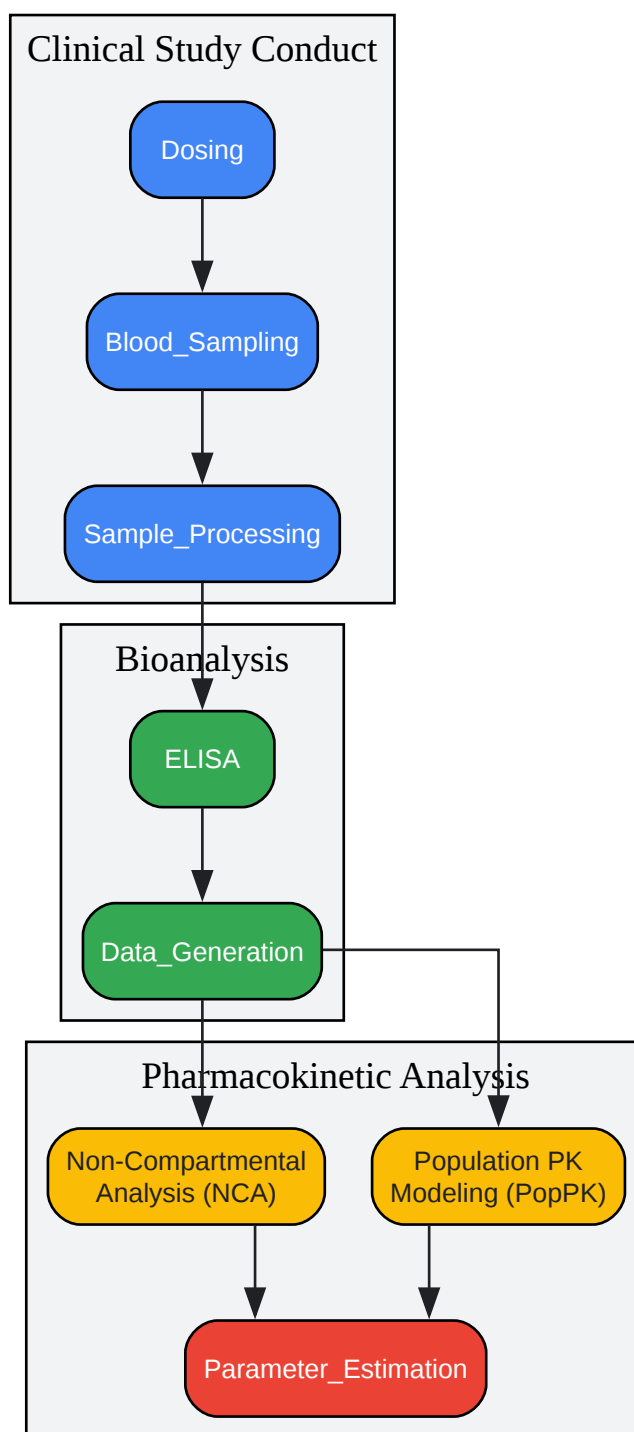 Clinical Study Conduct
Dosing
Blood_Sampling
Sample_Processing
Bioanalysis
ELISA
Data_Generation
Pharmacokinetic Analysis
Non-Compartmental
Analysis (NCA)
Population PK
Modeling (PopPK)
Parameter_Estimation